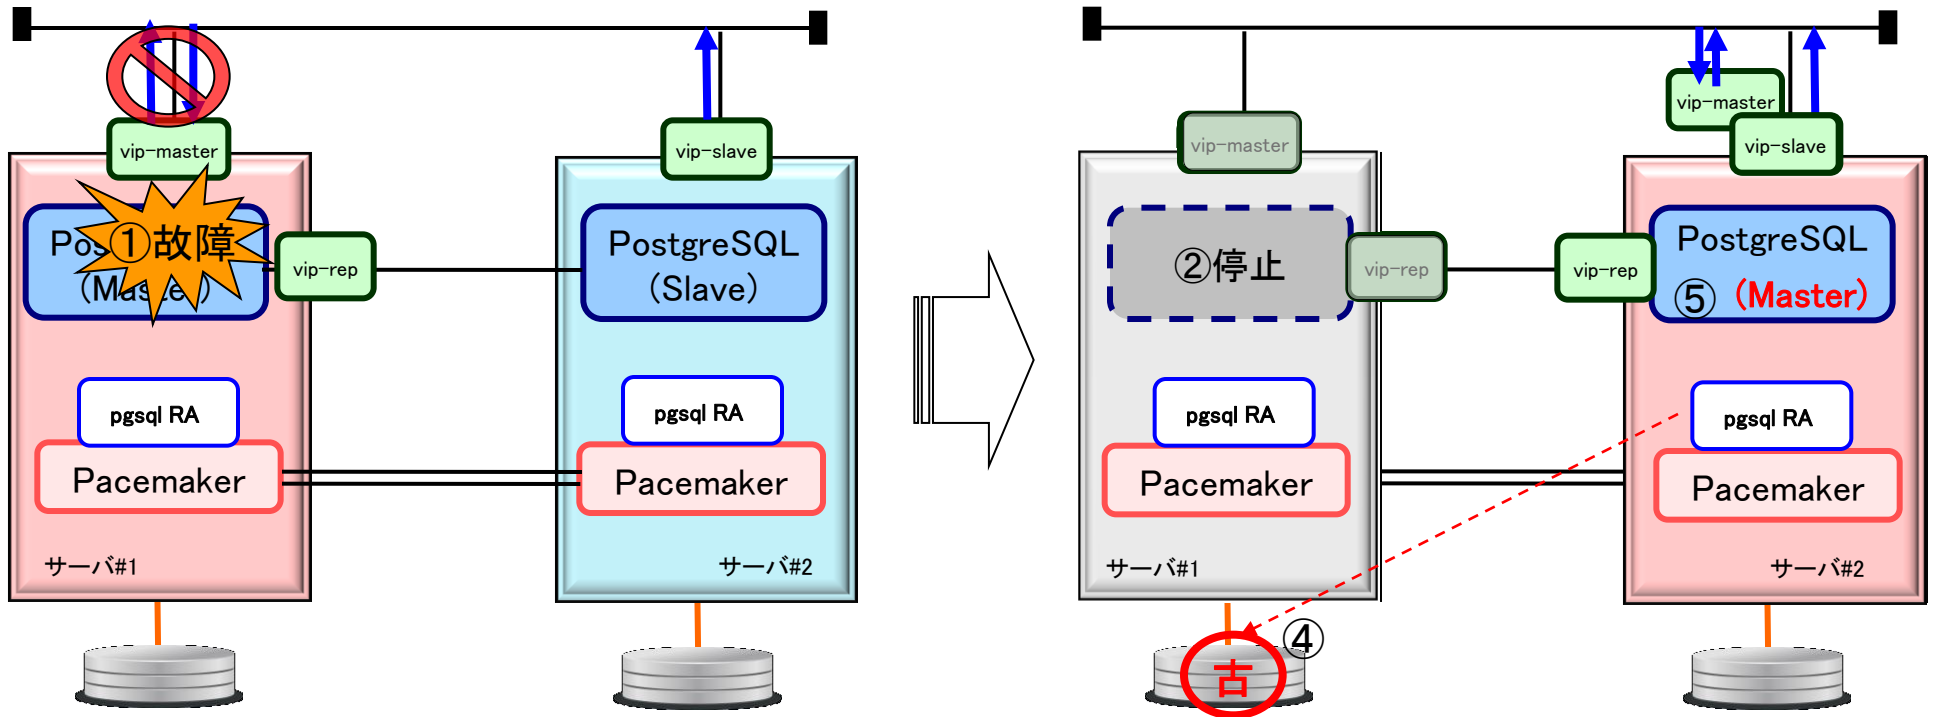 vip-master
vip-slave
①故障
PostgreSQL
(Slave)
vip-rep
pgsql RA
pgsql RA
Pacemaker
Pacemaker
サーバ#1
サーバ#2
vip-master
vip-master
vip-slave
②停止
vip-rep
vip-rep
PostgreSQL
⑤ (Master)
pgsql RA
pgsql RA
Pacemaker
Pacemaker
サーバ#1
サーバ#2
④
古